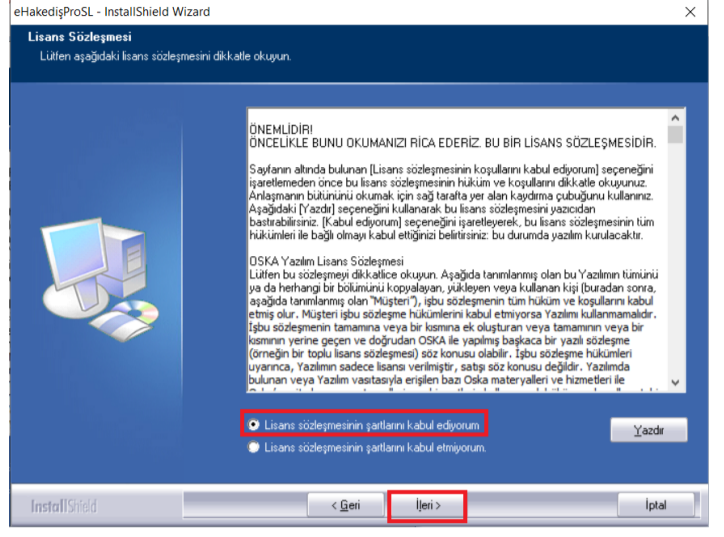 eHakedişProSL - InstallShield Wizard
Lisans Sözleşmesi
Lütfen aşağıdaki lisans sözleşmesini dikkatle okuyun.
ÖNEMLİDİR!
ÖNCELİKLE BUNU OKUMANIZI RİCA EDERİZ. BU BİR LİSANS SÖZLEŞMESİDİR.
Sayfanın altında bulunan [Lisans sözleşmesinin koşullarını kabul ediyorum] seçeneğini
işaretlemeden önce bu lisans sözleşmesinin hüküm ve koşullarını dikkatle okuyunuz.
Anlaşmanın bütününü okumak için sağ tarafta yer alan kaydırma çubuğunu kullanınız.
Aşağıdaki [Yazdır] seçeneğini kullanarak bu lisans sözleşmesini yazıcıdan
bastırabilirsiniz. [Kabul ediyorum] seçeneğini işaretleyerek, bu lisans sözleşmesinin tüm
hükümleri ile bağlı olmayı kabul ettiğinizi belirtirsiniz: bu durumda yazılım kurulacaktır.
OSKA Yazılım Lisans Sözleşmesi
Lütfen bu sözleşmeyi dikkatlice okuyun. Aşağıda tanımlanmış olan bu Yazılımın tümünü
ya da herhangi bir bölümünü kopyalayan, yükleyen veya kullanan kişi (buradan sonra,
aşağıda tanımlanmış olan "Müşteri"), işbu sözleşmenin tüm hüküm ve koşullarını kabul
etmiş olur. Müşteri işbu sözleşme hükümlerini kabul etmiyorsa Yazılımı kullanmamalıdır.
İşbu sözleşmenin tamamına veya bir kısmına ek oluşturan veya tamamının veya bir
kısmının yerine geçen ve doğrudan OSKA ile yapılmış başkaca bir yazılı sözleşme
(örneğin bir toplu lisans sözleşmesi) söz konusu olabilir. İşbu sözleşme hükümleri
uyarınca, Yazılımın sadece lisansı verilmiştir, satışı söz konusu değildir. Yazılımda
bulunan veya Yazılım vasıtasıyla erişilen bazı Oska materyalleri ve hizmetleri ile
Lisans sözleşmesinin şartlarını kabul ediyorum
Yazdır
Lisans sözleşmesinin şartlarını kabul etmiyorum.
InstallShield
< Geri
İleri >
İptal